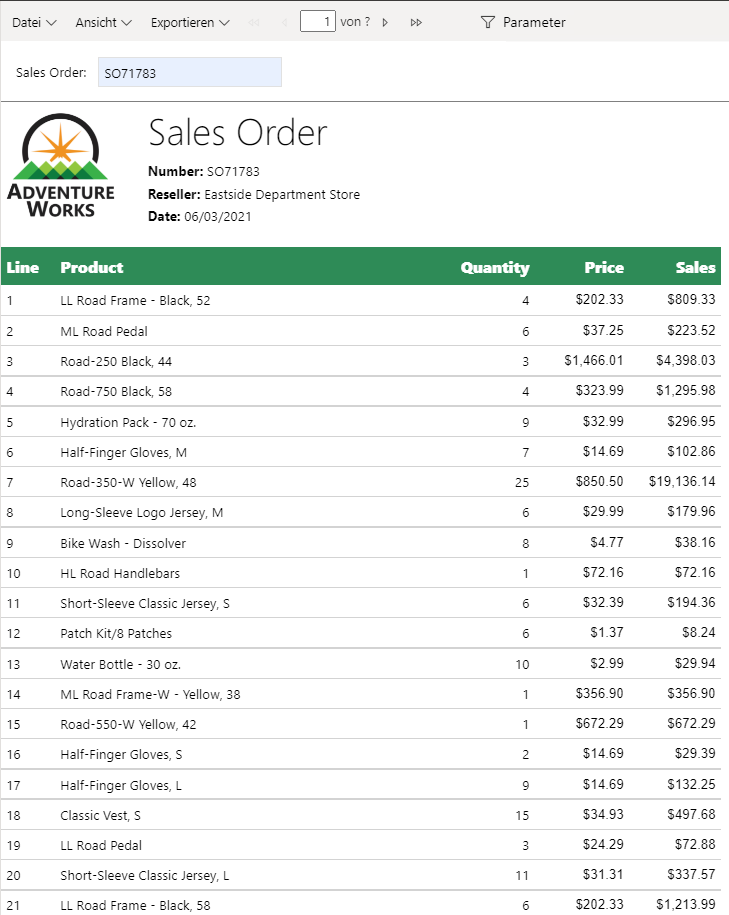 Datei Ansicht Exportieren 1 von ? Parameter
Sales Order: SO71783
ADVENTURE
WORKS
Sales Order
Number: SO71783
Reseller: Eastside Department Store
Date: 06/03/2021
Line Product Quantity Price Sales
1 LL Road Frame - Black, 52 4 $202.33 $809.33
2 ML Road Pedal 6 $37.25 $223.52
3 Road-250 Black, 44 3 $1,466.01 $4,398.03
4 Road-750 Black, 58 4 $323.99 $1,295.98
5 Hydration Pack - 70 oz. 9 $32.99 $296.95
6 Half-Finger Gloves, M 7 $14.69 $102.86
7 Road-350-W Yellow, 48 25 $850.50 $19,136.14
8 Long-Sleeve Logo Jersey, M 6 $29.99 $179.96
9 Bike Wash - Dissolver 8 $4.77 $38.16
10 HL Road Handlebars 1 $72.16 $72.16
11 Short-Sleeve Classic Jersey, S 6 $32.39 $194.36
12 Patch Kit/8 Patches 6 $1.37 $8.24
13 Water Bottle - 30 oz. 10 $2.99 $29.94
14 ML Road Frame-W - Yellow, 38 1 $356.90 $356.90
15 Road-550-W Yellow, 42 1 $672.29 $672.29
16 Half-Finger Gloves, S 2 $14.69 $29.39
17 Half-Finger Gloves, L 9 $14.69 $132.25
18 Classic Vest, S 15 $34.93 $497.68
19 LL Road Pedal 3 $24.29 $72.88
20 Short-Sleeve Classic Jersey, L 11 $31.31 $337.57
21 LL Road Frame - Black, 58 6 $202.33 $1,213.99